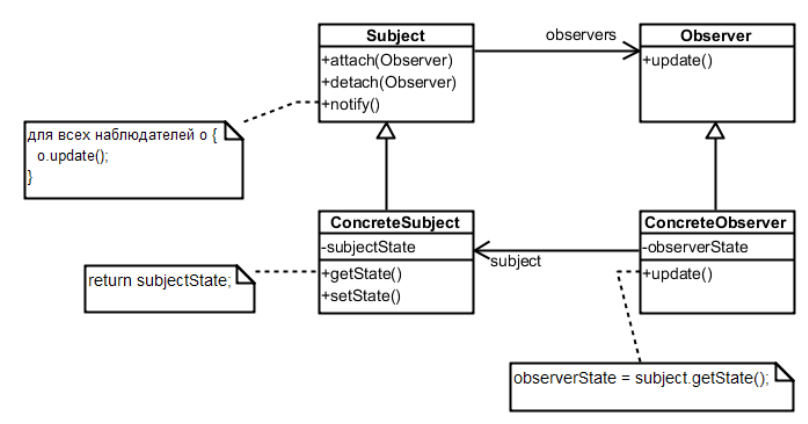 Subject
+attach(Observer)
+detach(Observer)
+notify()
observers
Observer
+update()
для всех наблюдателей o {
o.update();
}
ConcreteSubject
-subjectState
+getState()
+setState()
subject
ConcreteObserver
-observerState
+update()
return subjectState;
observerState = subject.getState();